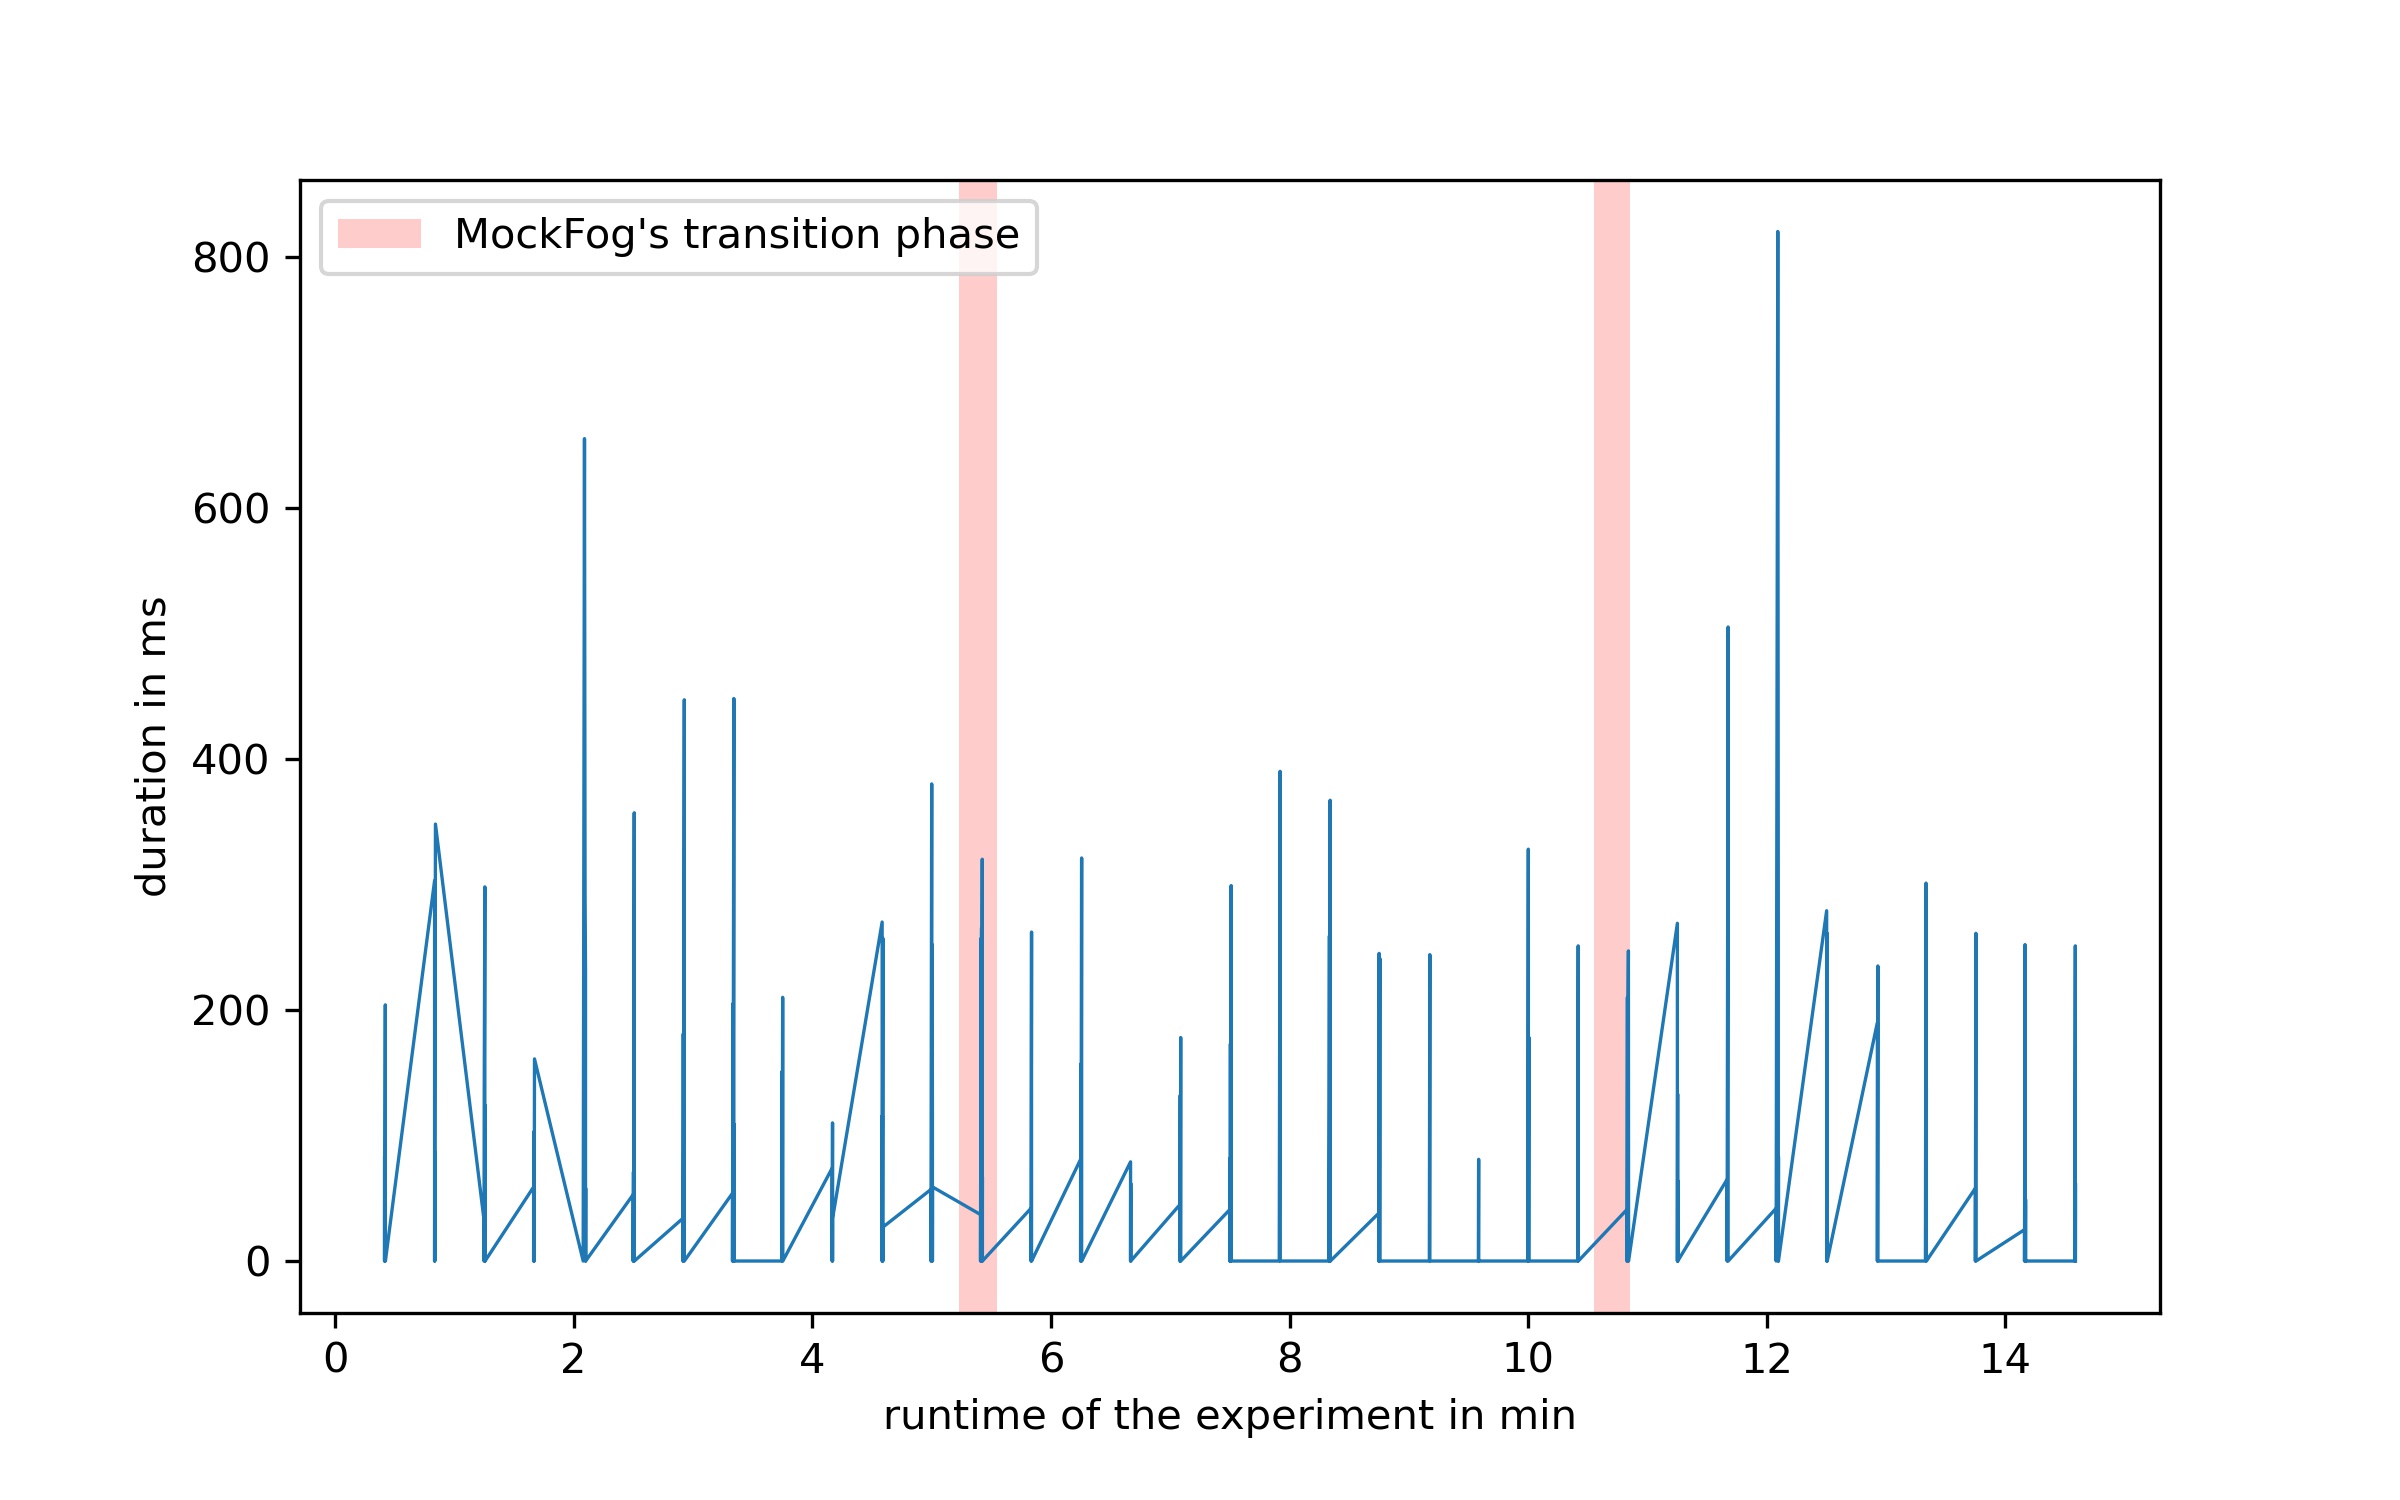 MockFog's transition phase
800
600
400
200
0
duration in ms
0 2 4 6 8 10 12 14
runtime of the experiment in min